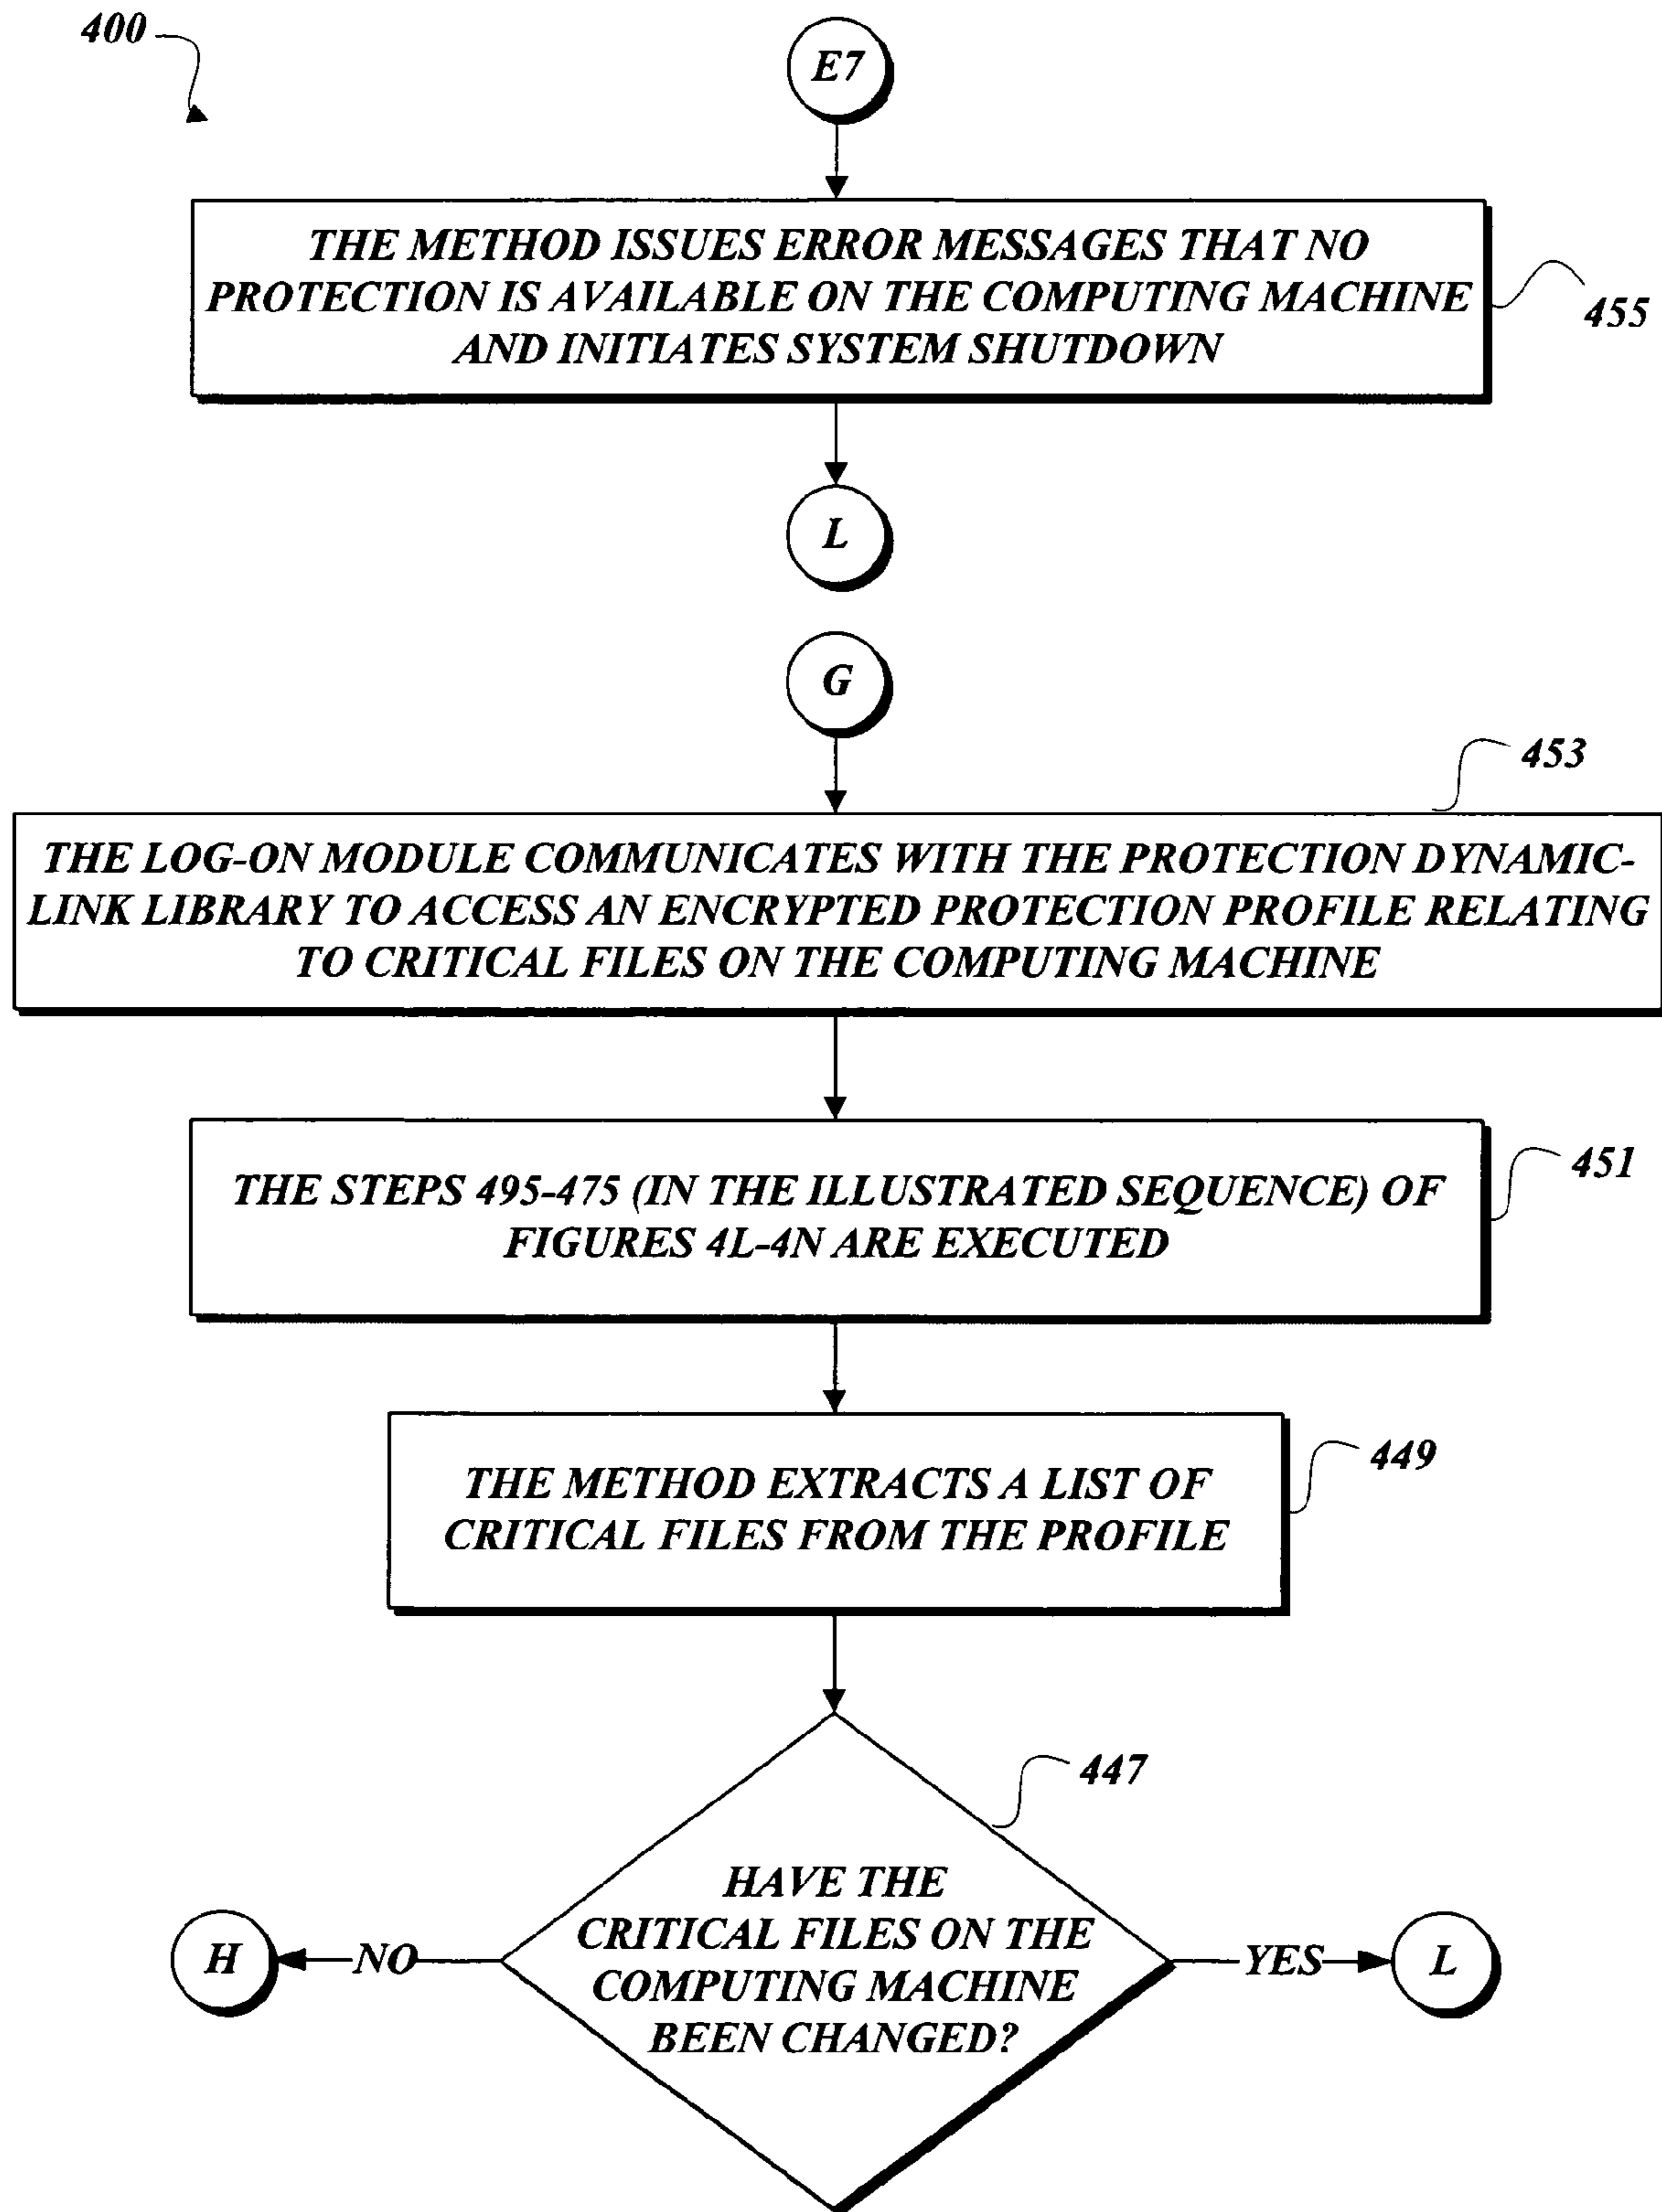 400
E7
THE METHOD ISSUES ERROR MESSAGES THAT NO
PROTECTION IS AVAILABLE ON THE COMPUTING MACHINE
AND INITIATES SYSTEM SHUTDOWN
455
L
G
453
THE LOG-ON MODULE COMMUNICATES WITH THE PROTECTION DYNAMIC-
LINK LIBRARY TO ACCESS AN ENCRYPTED PROTECTION PROFILE RELATING
TO CRITICAL FILES ON THE COMPUTING MACHINE
451
THE STEPS 495-475 (IN THE ILLUSTRATED SEQUENCE) OF
FIGURES 4L-4N ARE EXECUTED
449
THE METHOD EXTRACTS A LIST OF
CRITICAL FILES FROM THE PROFILE
447
HAVE THE
CRITICAL FILES ON THE
COMPUTING MACHINE
BEEN CHANGED?
H
NO
YES
L